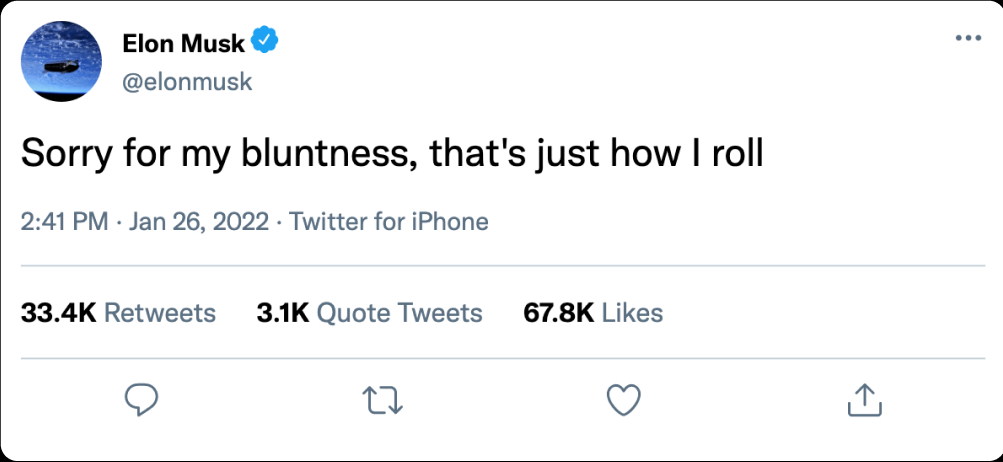 Elon Musk
@elonmusk
Sorry for my bluntness, that's just how I roll
2:41 PM · Jan 26, 2022 · Twitter for iPhone
33.4K Retweets 3.1K Quote Tweets 67.8K Likes